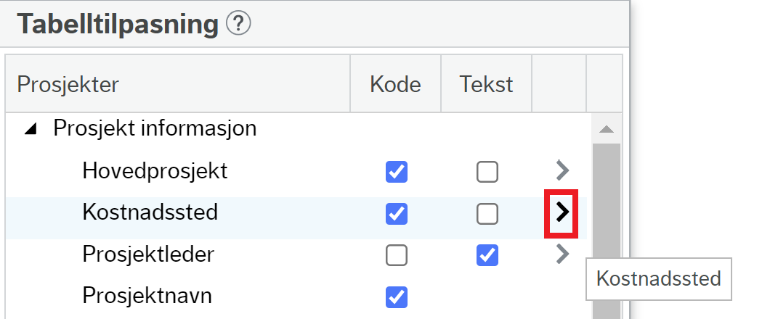 Tabelltilpasning ?
Prosjekter Kode Tekst
Prosjekt informasjon
Hovedprosjekt
Kostnadssted
Prosjektleder
Kostnadssted
Prosjektnavn